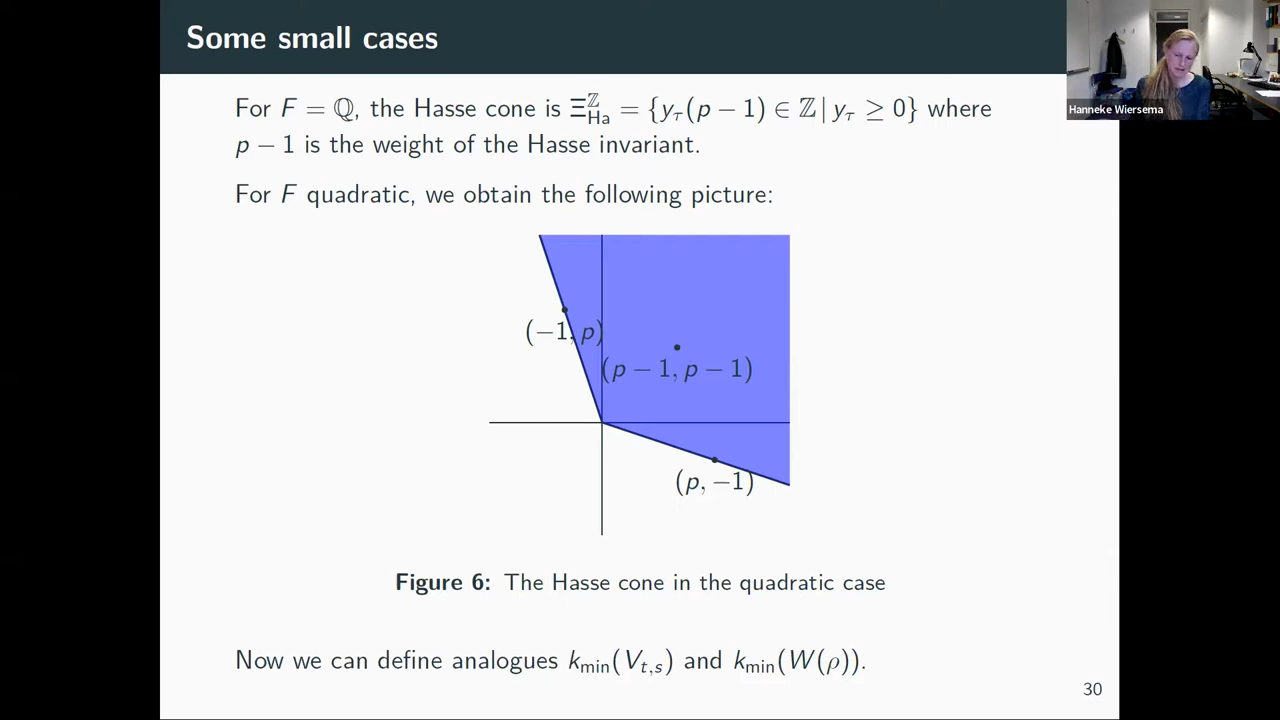 Some small cases
Hanneke Wiersema
For F = ℚ, the Hasse cone is Ξ^ℤ_Ha = {y_τ(p − 1) ∈ ℤ | y_τ ≥ 0} where
p − 1 is the weight of the Hasse invariant.
For F quadratic, we obtain the following picture:
(−1, p)
(p − 1, p − 1)
(p, −1)
Figure 6: The Hasse cone in the quadratic case
Now we can define analogues k_min(V_{t,s}) and k_min(W(ρ)).
30